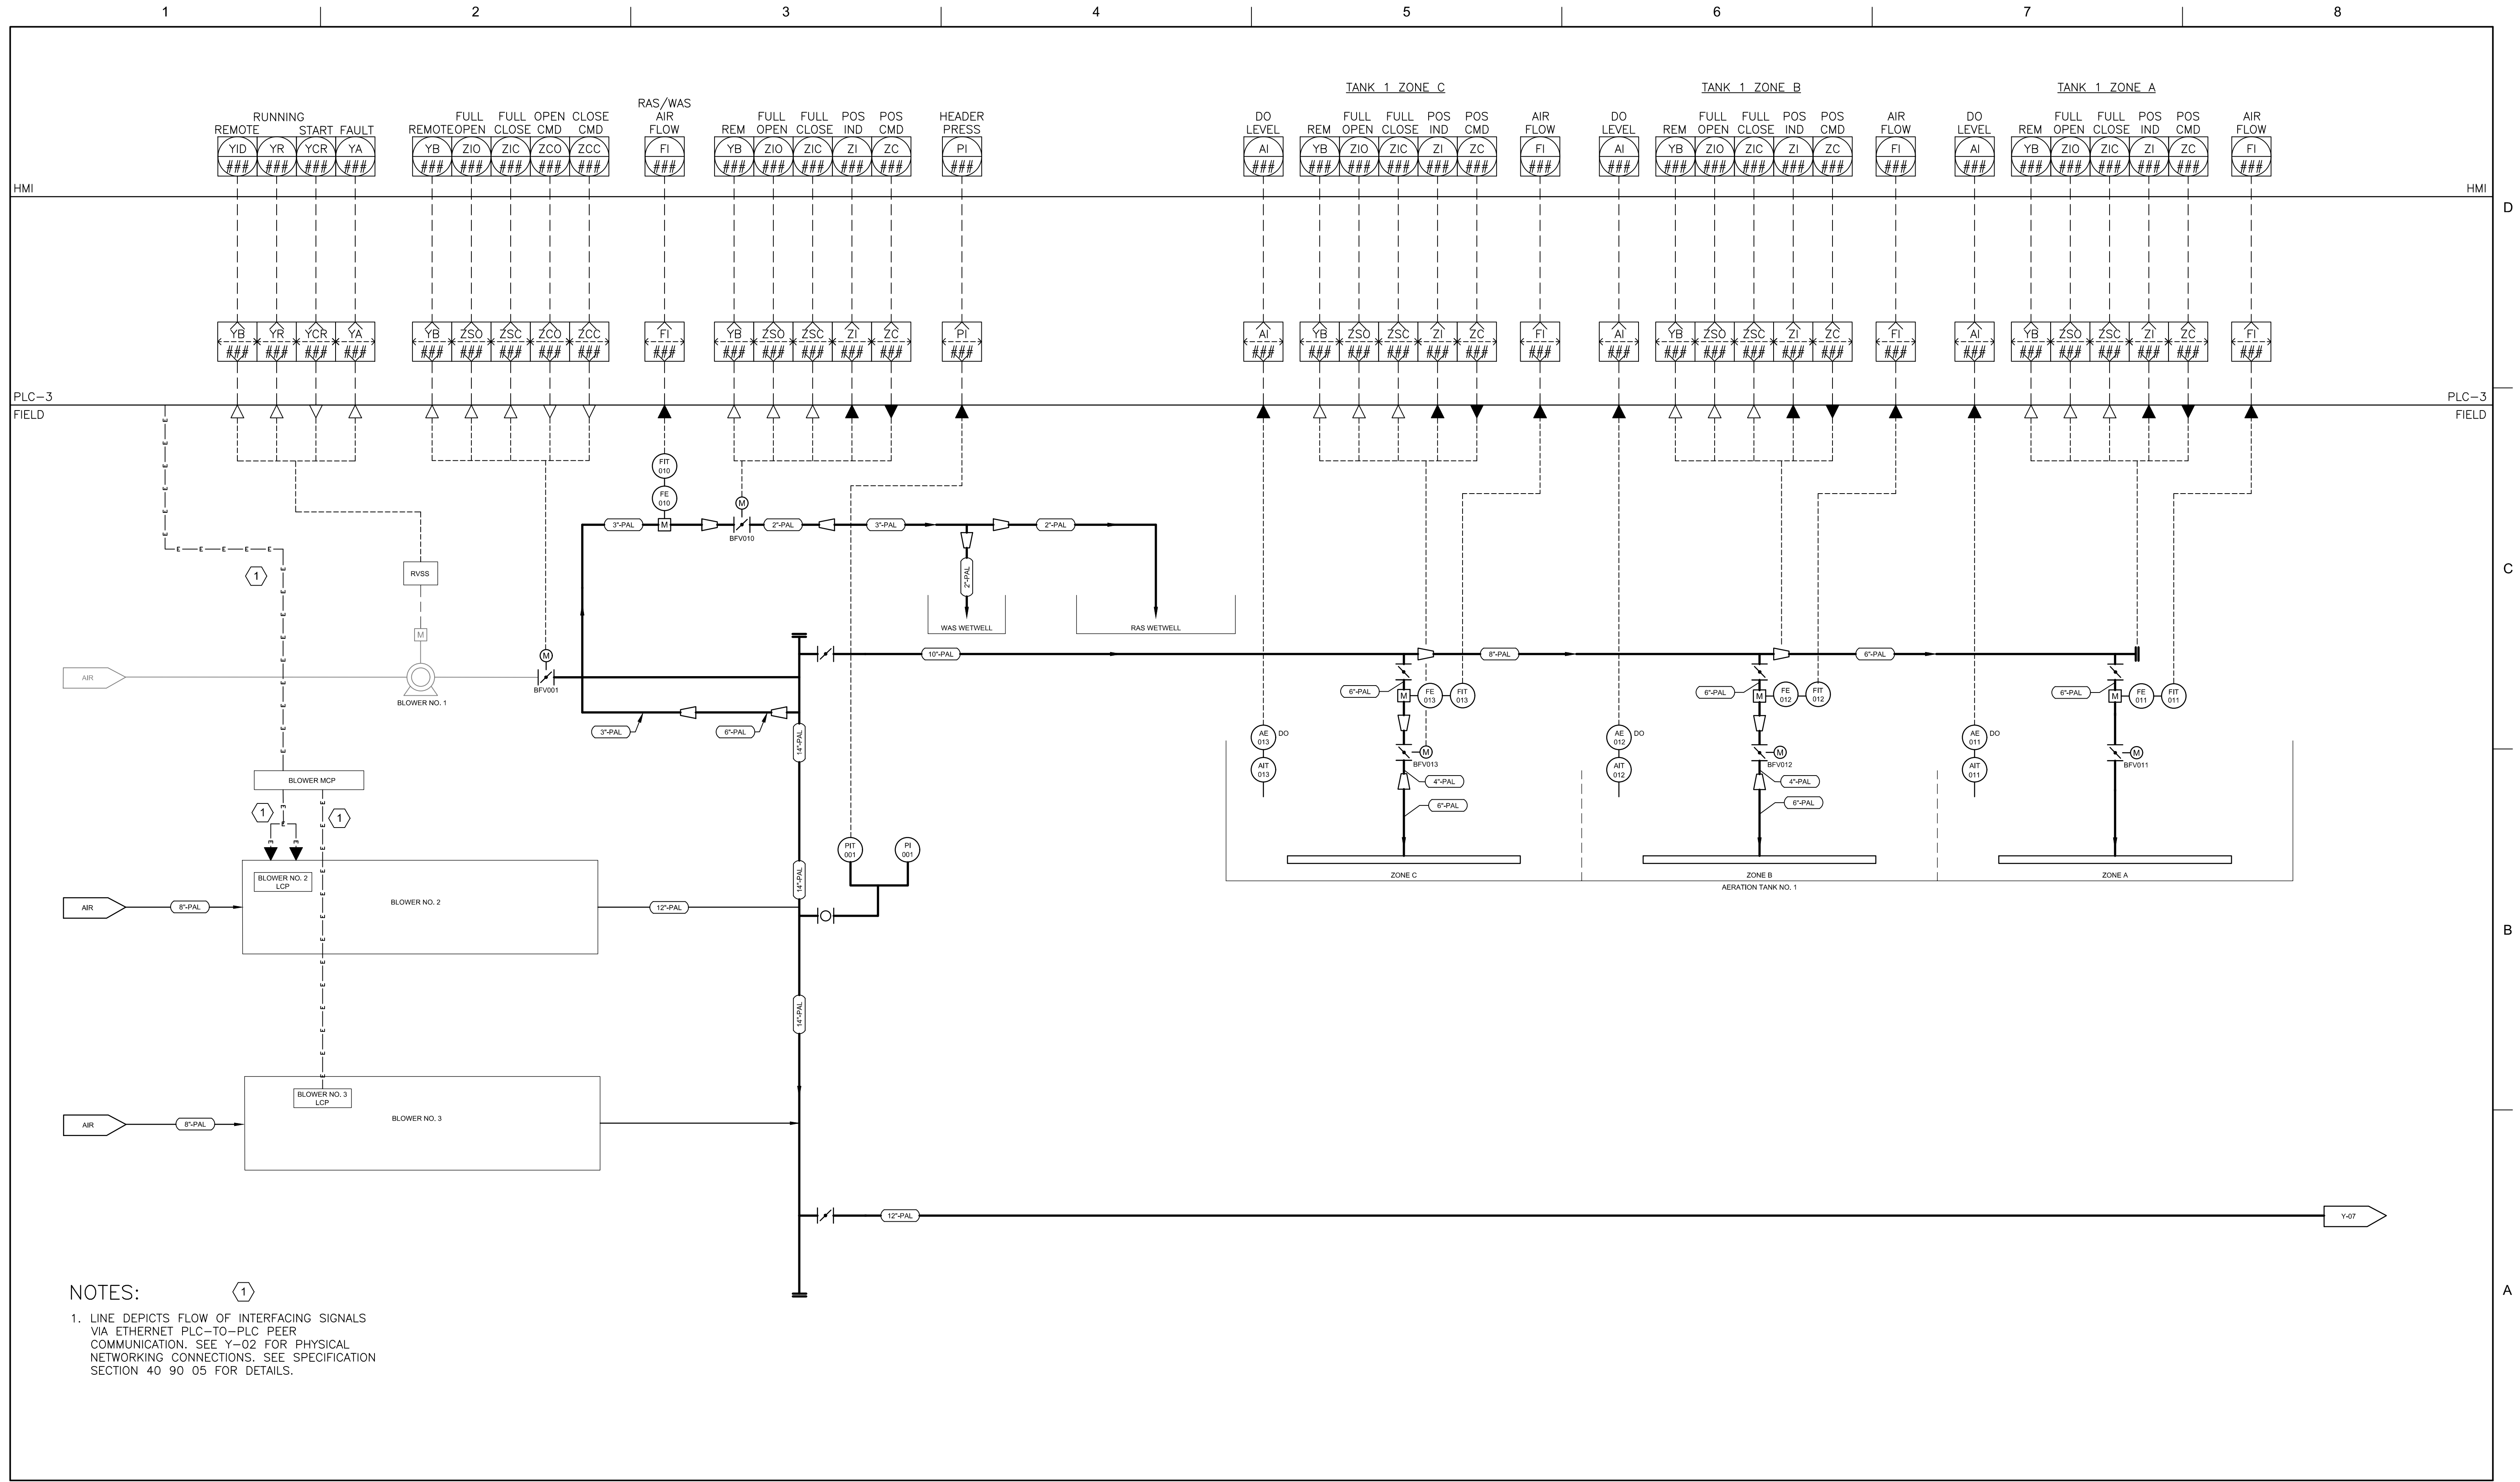 1 2 3 4 5 6 7 8
TANK 1 ZONE C TANK 1 ZONE B TANK 1 ZONE A
REMOTE RUNNING START FAULT
REMOTE FULL OPEN FULL CLOSE OPEN CMD CLOSE CMD
RAS/WAS AIR FLOW
REM FULL OPEN FULL CLOSE POS IND POS CMD
HEADER PRESS
DO LEVEL REM FULL OPEN FULL CLOSE POS IND POS CMD AIR FLOW
DO LEVEL REM FULL OPEN FULL CLOSE POS IND POS CMD AIR FLOW
DO LEVEL REM FULL OPEN FULL CLOSE POS IND POS CMD AIR FLOW
YID YR YCR YA YB ZIO ZIC ZCO ZCC FI YB ZIO ZIC ZI ZC PI AI YB ZIO ZIC ZI ZC FI AI YB ZIO ZIC ZI ZC FI AI YB ZIO ZIC ZI ZC FI
### ### ### ### ### ### ### ### ### ### ### ### ### ### ### ### ### ### ### ### ### ### ### ### ### ### ### ### ### ### ### ### ### ### ### ### ###
HMI HMI
D
YB YR YCR YA YB ZSO ZSC ZCO ZCC FI YB ZSO ZSC ZI ZC PI AI YB ZSO ZSC ZI ZC FI AI YB ZSO ZSC ZI ZC FI AI YB ZSO ZSC ZI ZC FI
### ### ### ### ### ### ### ### ### ### ### ### ### ### ### ### ### ### ### ### ### ### ### ### ### ### ### ### ### ### ### ### ### ### ### ### ###
PLC-3 PLC-3
FIELD FIELD
FIT
010
FE
010
M
3"-PAL M 2"-PAL 3"-PAL 2"-PAL
BFV010
E E E E E
1
RVSS
2"-PAL
C
WAS WETWELL RAS WETWELL
M
M
10"-PAL 8"-PAL 6"-PAL
AIR
BFV001
BLOWER NO. 1
6"-PAL M FE 013 FIT 013
6"-PAL M FE 012 FIT 012
6"-PAL M FE 011 FIT 011
3"-PAL 6"-PAL
14"-PAL
AE 013 DO
AE 012 DO
AE 011 DO
M M M
BFV013 BFV012 BFV011
AIT 013 AIT 012 AIT 011
BLOWER MCP
4"-PAL 4"-PAL
6"-PAL 6"-PAL
1 1
E
PIT
001
PI
001
14"-PAL
BLOWER NO. 2
LCP
BLOWER NO. 2
ZONE C ZONE B ZONE A
AERATION TANK NO. 1
AIR 8"-PAL 12"-PAL
B
14"-PAL
BLOWER NO. 3
LCP
BLOWER NO. 3
AIR 8"-PAL
12"-PAL Y-07
A
NOTES: 1
1. LINE DEPICTS FLOW OF INTERFACING SIGNALS
VIA ETHERNET PLC-TO-PLC PEER
COMMUNICATION. SEE Y-02 FOR PHYSICAL
NETWORKING CONNECTIONS. SEE SPECIFICATION
SECTION 40 90 05 FOR DETAILS.